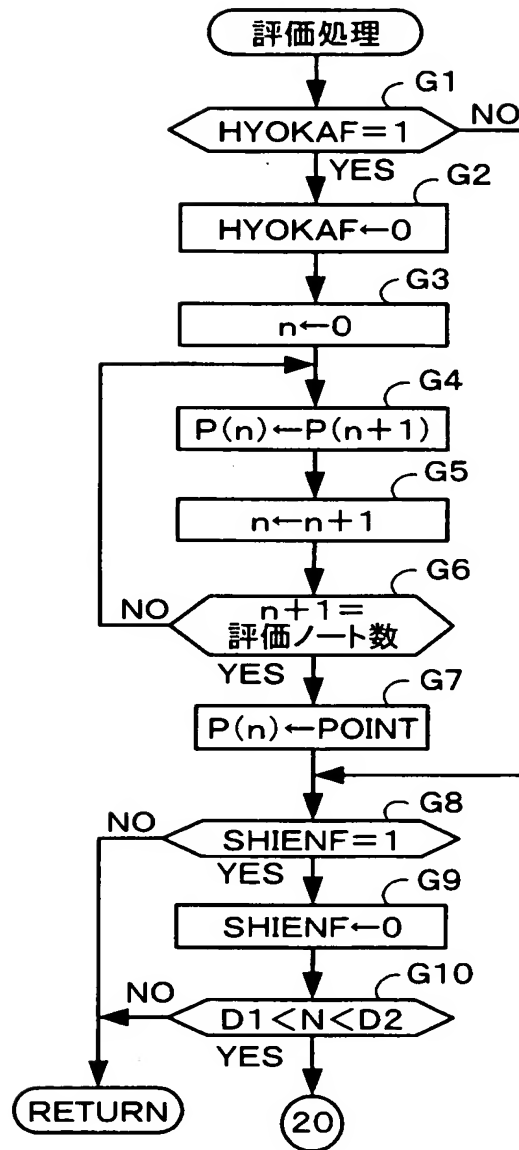 評価処理
G1
HYOKAF=1
NO
YES
G2
HYOKAF←0
G3
n←0
G4
P(n)←P(n+1)
G5
n←n+1
G6
NO
n+1=
評価ノート数
YES
G7
P(n)←POINT
G8
NO
SHIENF=1
YES
G9
SHIENF←0
G10
NO
D1<N<D2
YES
RETURN
20